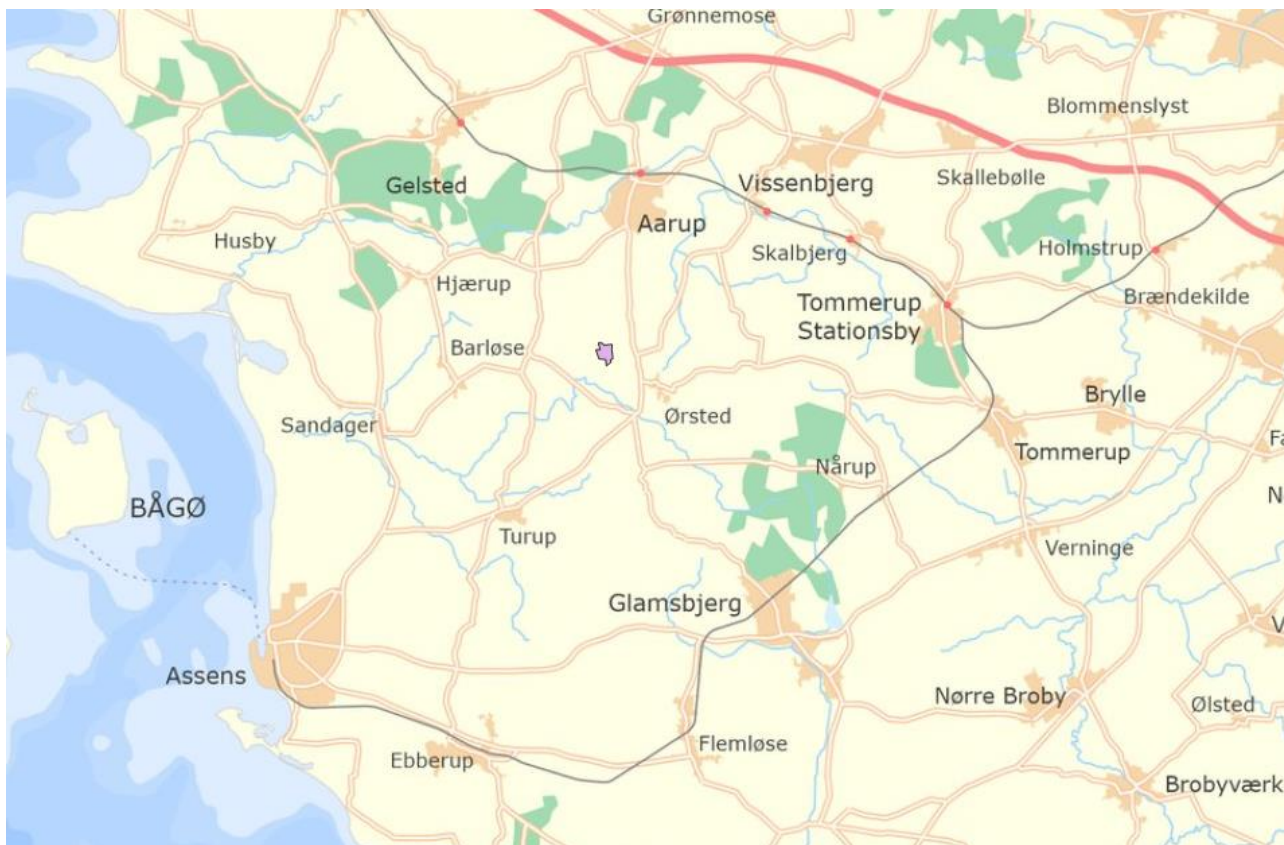 Grønnemose
Blommenslyst
Vissenbjerg
Skallebølle
Gelsted
Aarup
Husby
Skalbjerg
Holmstrup
Hjærup
Tommerup
Stationsby
Brændekilde
Barløse
Brylle
Ørsted
Sandager
Fa
Tommerup
Nårup
N
BÅGØ
Turup
Verninge
Glamsbjerg
V
Assens
Nørre Broby
Ølsted
Flemløse
Ebberup
Brobyværk